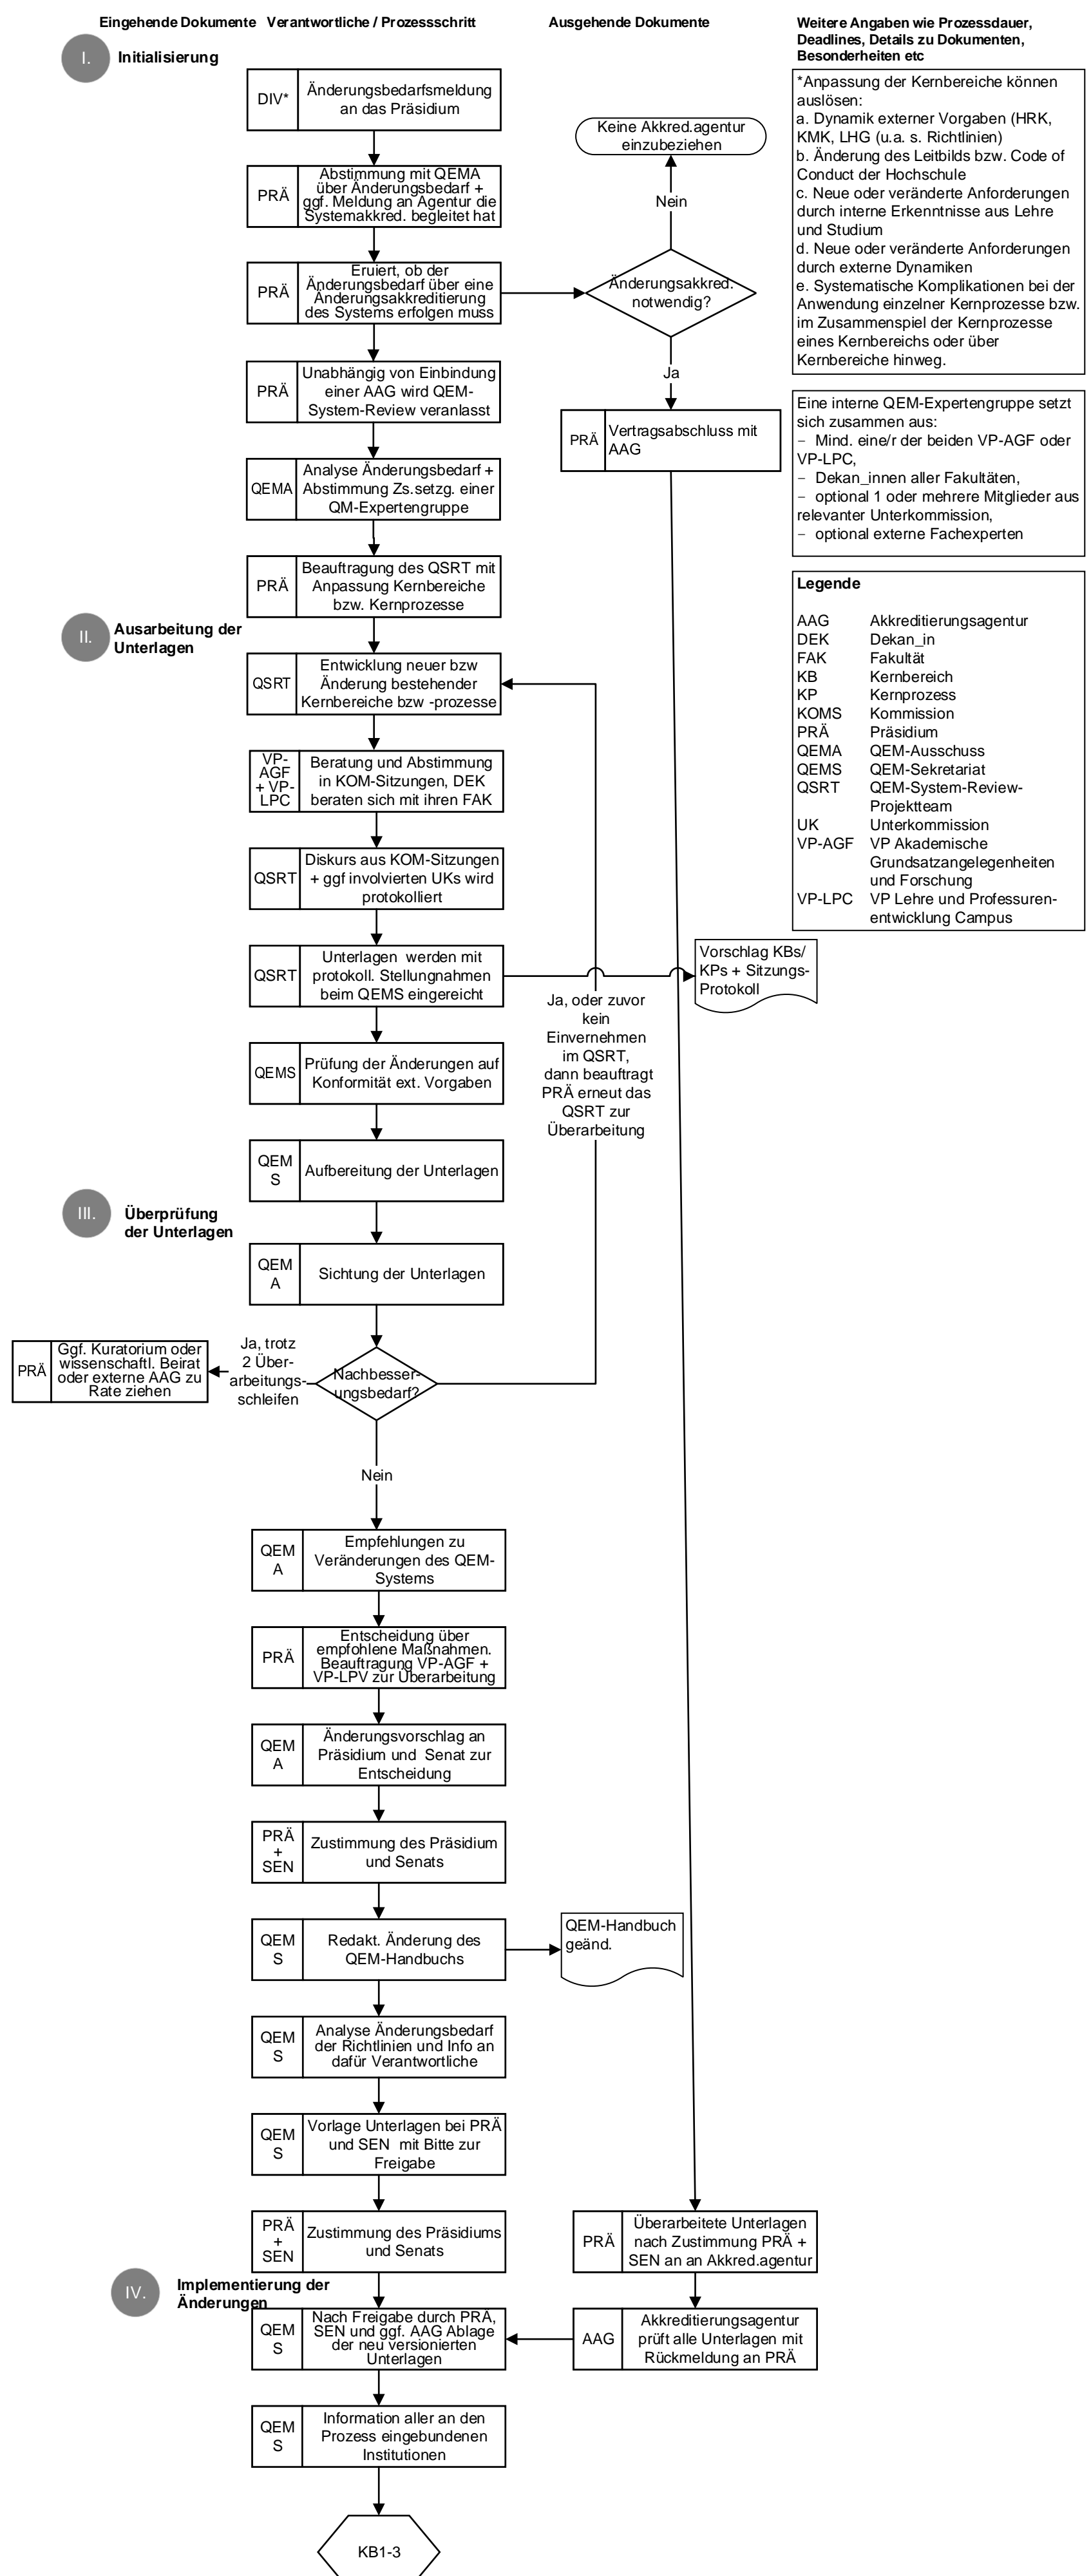 Eingehende Dokumente
Verantwortliche / Prozessschritt
Ausgehende Dokumente
Weitere Angaben wie Prozessdauer,
Deadlines, Details zu Dokumenten,
Besonderheiten etc
I.
Initialisierung
DIV*
Änderungsbedarfsmeldung
an das Präsidium
PRÄ
Abstimmung mit QEMA
über Änderungsbedarf +
ggf. Meldung an Agentur die
Systemakkred. begleitet hat
PRÄ
Eruiert, ob der
Änderungsbedarf über eine
Änderungsakkreditierung
des Systems erfolgen muss
Keine Akkred.agentur
einzubeziehen
Nein
Änderungsakkred.
notwendig?
Ja
PRÄ
Vertragsabschluss mit
AAG
PRÄ
Unabhängig von Einbindung
einer AAG wird QEM-
System-Review veranlasst
QEMA
Analyse Änderungsbedarf +
Abstimmung Zs.setzg. einer
QM-Expertengruppe
PRÄ
Beauftragung des QSRT mit
Anpassung Kernbereiche
bzw. Kernprozesse
*Anpassung der Kernbereiche können
auslösen:
a. Dynamik externer Vorgaben (HRK,
KMK, LHG (u.a. s. Richtlinien)
b. Änderung des Leitbilds bzw. Code of
Conduct der Hochschule
c. Neue oder veränderte Anforderungen
durch interne Erkenntnisse aus Lehre
und Studium
d. Neue oder veränderte Anforderungen
durch externe Dynamiken
e. Systematische Komplikationen bei der
Anwendung einzelner Kernprozesse bzw.
im Zusammenspiel der Kernprozesse
eines Kernbereichs oder über
Kernbereiche hinweg.
Eine interne QEM-Expertengruppe setzt
sich zusammen aus:
– Mind. eine/r der beiden VP-AGF oder
VP-LPC,
– Dekan_innen aller Fakultäten,
– optional 1 oder mehrere Mitglieder aus
relevanter Unterkommission,
– optional externe Fachexperten
Legende
AAG Akkreditierungsagentur
DEK Dekan_in
FAK Fakultät
KB Kernbereich
KP Kernprozess
KOMS Kommission
PRÄ Präsidium
QEMA QEM-Ausschuss
QEMS QEM-Sekretariat
QSRT QEM-System-Review-
Projektteam
UK Unterkommission
VP-AGF VP Akademische
Grundsatzangelegenheiten
und Forschung
VP-LPC VP Lehre und Professuren-
entwicklung Campus
II.
Ausarbeitung der
Unterlagen
QSRT
Entwicklung neuer bzw
Änderung bestehender
Kernbereiche bzw -prozesse
VP-
AGF
+ VP-
LPC
Beratung und Abstimmung
in KOM-Sitzungen, DEK
beraten sich mit ihren FAK
QSRT
Diskurs aus KOM-Sitzungen
+ ggf involvierten UKs wird
protokolliert
QSRT
Unterlagen werden mit
protokoll. Stellungnahmen
beim QEMS eingereicht
Vorschlag KBs/
KPs + Sitzungs-
Protokoll
Ja, oder zuvor
kein
Einvernehmen
im QSRT,
dann beauftragt
PRÄ erneut das
QSRT zur
Überarbeitung
QEMS
Prüfung der Änderungen auf
Konformität ext. Vorgaben
QEM
S
Aufbereitung der Unterlagen
III.
Überprüfung
der Unterlagen
QEM
A
Sichtung der Unterlagen
PRÄ
Ggf. Kuratorium oder
wissenschaftl. Beirat
oder externe AAG zu
Rate ziehen
Ja, trotz
2 Über-
arbeitungs-
schleifen
Nachbesser-
ungsbedarf?
Nein
QEM
A
Empfehlungen zu
Veränderungen des QEM-
Systems
PRÄ
Entscheidung über
empfohlene Maßnahmen.
Beauftragung VP-AGF +
VP-LPV zur Überarbeitung
QEM
A
Änderungsvorschlag an
Präsidium und Senat zur
Entscheidung
PRÄ
+
SEN
Zustimmung des Präsidium
und Senats
QEM
S
Redakt. Änderung des
QEM-Handbuchs
QEM-Handbuch
geänd.
QEM
S
Analyse Änderungsbedarf
der Richtlinien und Info an
dafür Verantwortliche
QEM
S
Vorlage Unterlagen bei PRÄ
und SEN mit Bitte zur
Freigabe
PRÄ
+
SEN
Zustimmung des Präsidiums
und Senats
PRÄ
Überarbeitete Unterlagen
nach Zustimmung PRÄ +
SEN an an Akkred.agentur
IV.
Implementierung der
Änderungen
QEM
S
Nach Freigabe durch PRÄ,
SEN und ggf. AAG Ablage
der neu versionierten
Unterlagen
AAG
Akkreditierungsagentur
prüft alle Unterlagen mit
Rückmeldung an PRÄ
QEM
S
Information aller an den
Prozess eingebundenen
Institutionen
KB1-3